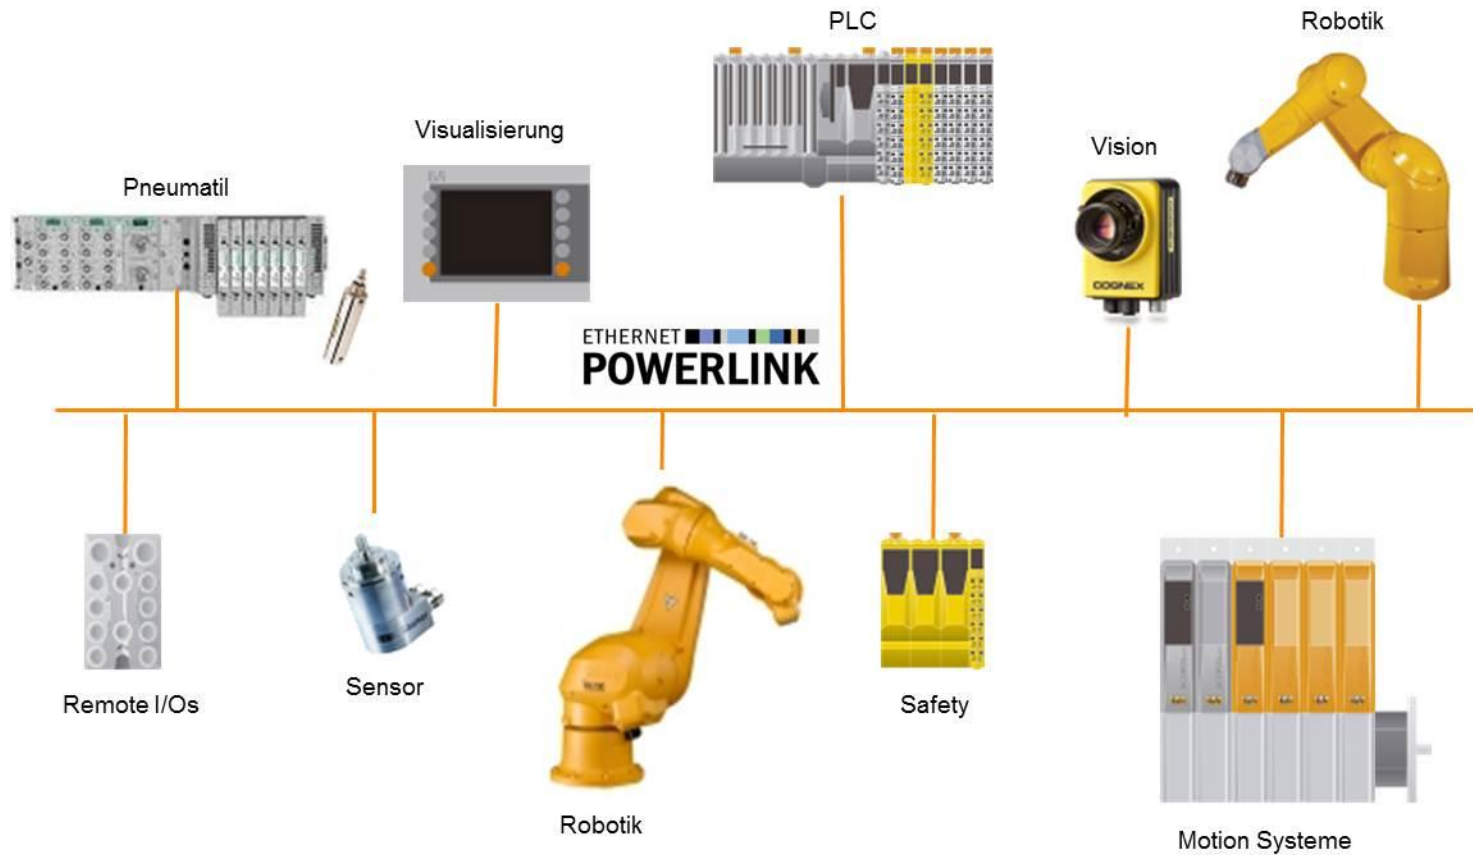 PLC
Robotik
Visualisierung
Vision
Pneumatil
COGNEX
ETHERNET
POWERLINK
Remote I/Os
Sensor
Safety
Robotik
Motion Systeme